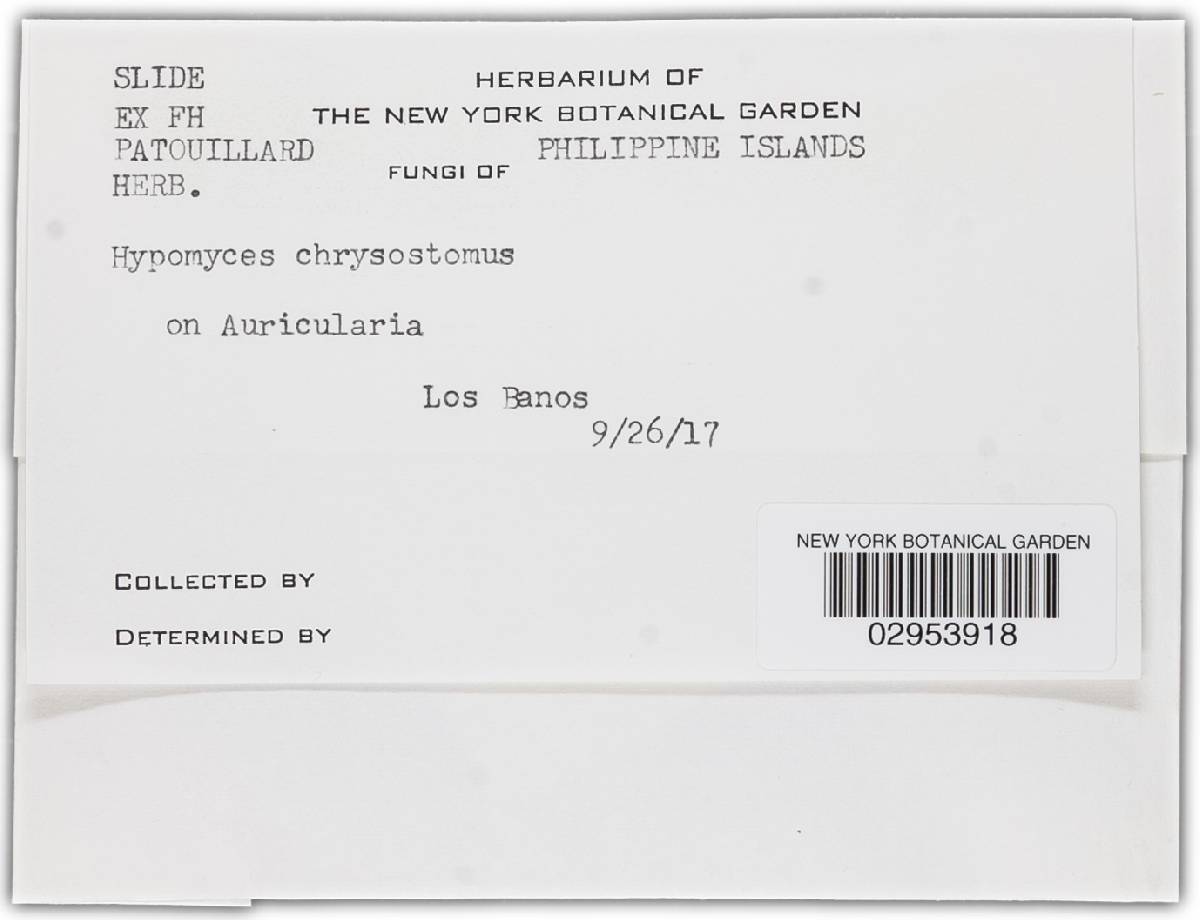 SLIDE
EX FH
PATOUILLARD
HERB.
HERBARIUM OF
THE NEW YORK BOTANICAL GARDEN
PHILIPPINE ISLANDS
FUNGI OF
Hypomyces chrysostomus
on Auricularia
Los Banos
9/26/17
COLLECTED BY
DETERMINED BY
NEW YORK BOTANICAL GARDEN
02953918